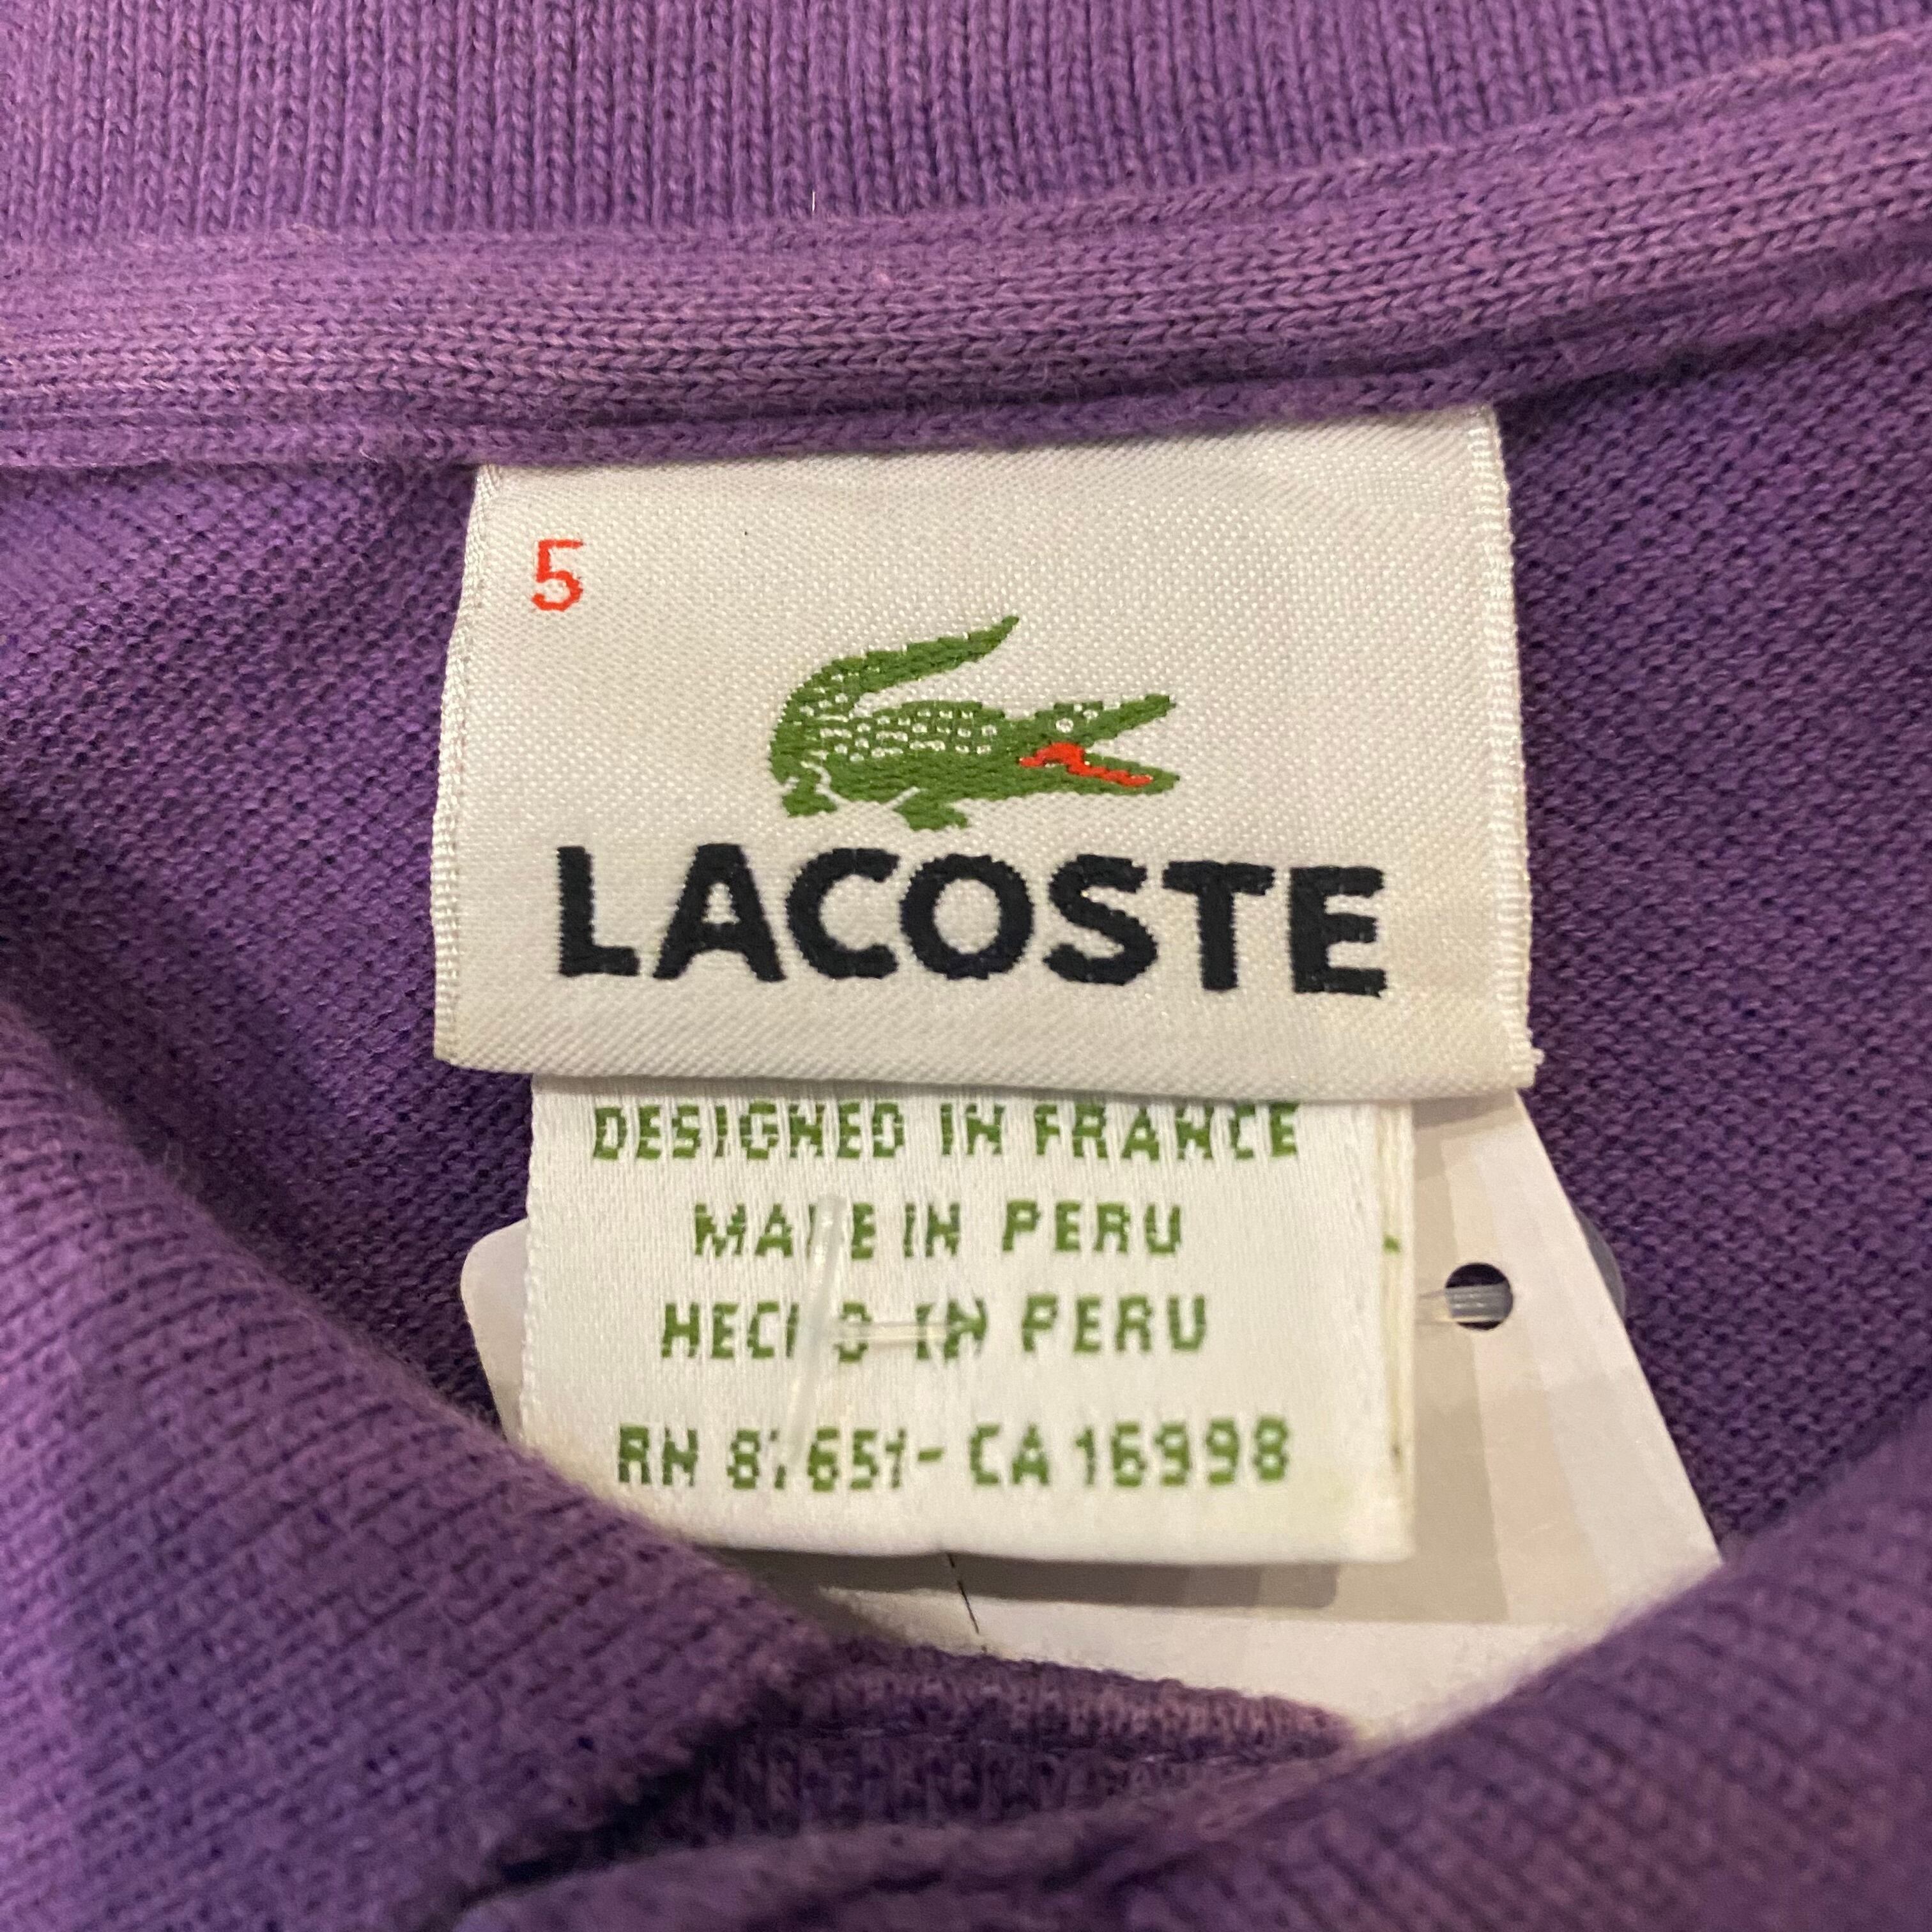 5
LACOSTE
DESIGNED IN FRANCE
MADE IN PERU
HECHO IN PERU
RN 87651 - CA 16998